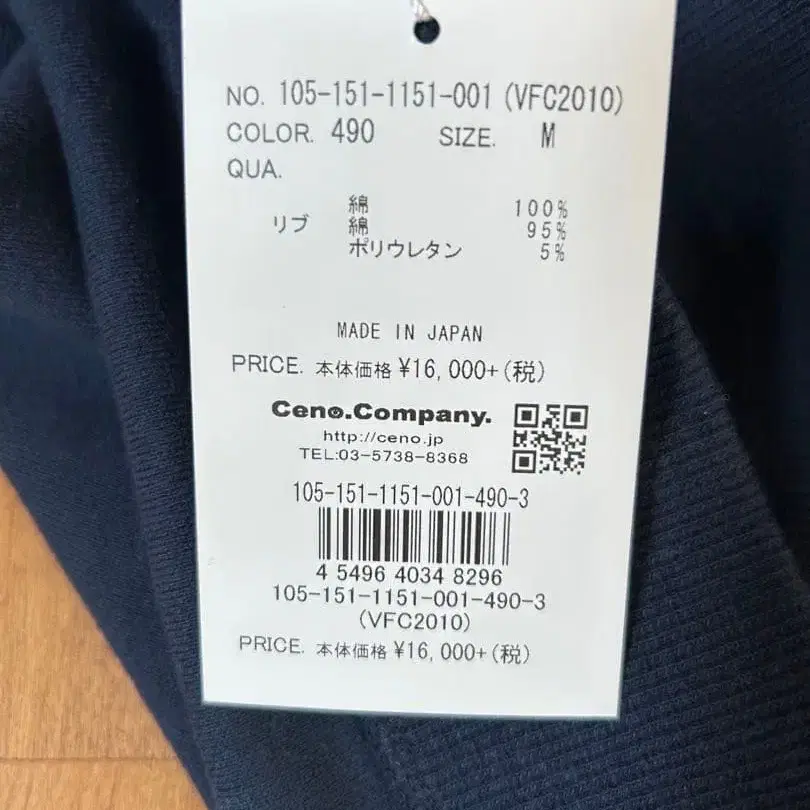 NO. 105-151-1151-001 (VFC2010)
COLOR. 490 SIZE. M
QUA.
綿 100%
リブ 綿 95%
ポリウレタン 5%
MADE IN JAPAN
PRICE. 本体価格 ¥16,000+(税)
Ceno.Company.
http://ceno.jp
TEL:03-5738-8368
105-151-1151-001-490-3
4 54964 034 8296
105-151-1151-001-490-3
(VFC2010)
PRICE. 本体価格 ¥16,000+(税)